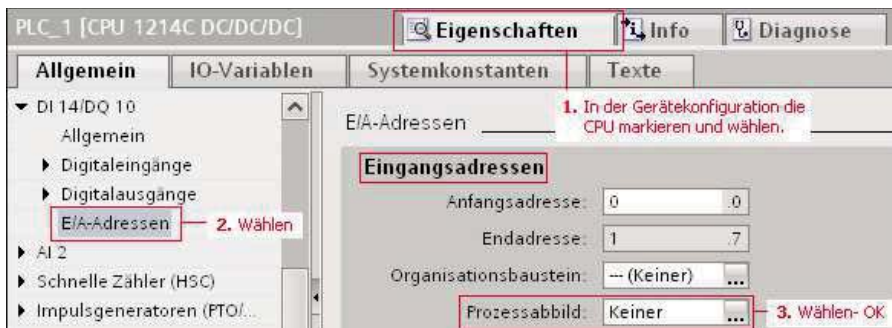 PLC_1 [CPU 1214C DC/DC/DC]
Eigenschaften
Info
Diagnose
Allgemein
IO-Variablen
Systemkonstanten
Texte
DI 14/DQ 10
Allgemein
Digitaleingänge
Digitalausgänge
E/A-Adressen
2. Wählen
AI 2
Schnelle Zähler (HSC)
Impulsgeneratoren (PTO/...
1. In der Gerätekonfiguration die
CPU markieren und wählen.
E/A-Adressen
Eingangsadressen
Anfangsadresse: 0 .0
Endadresse: 1 .7
Organisationsbaustein: --- (Keiner) ...
Prozessabbild: Keiner ...
3. Wählen- OK